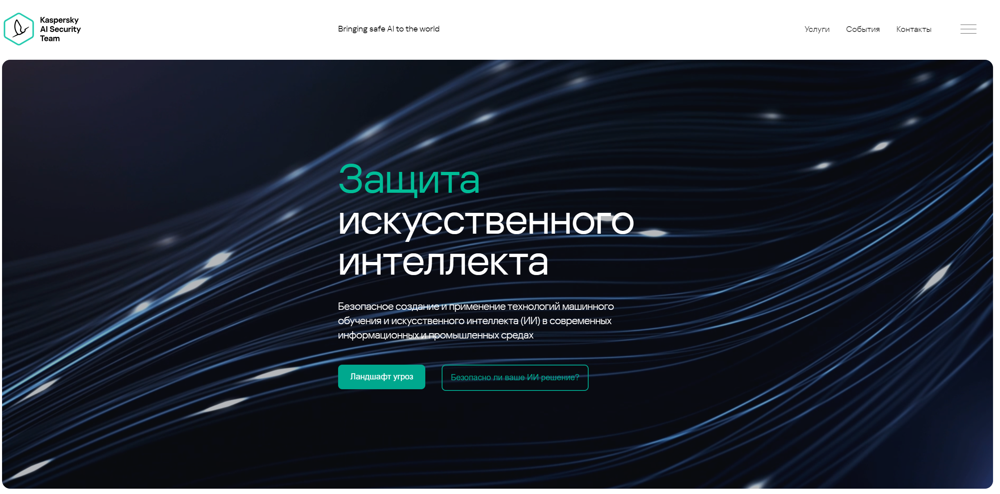 Kaspersky
AI Security
Team
Bringing safe AI to the world
Услуги
События
Контакты
Защита
искусственного
интеллекта
Безопасное создание и применение технологий машинного
обучения и искусственного интеллекта (ИИ) в современных
информационных и промышленных средах
Ландшафт угроз
Безопасно ли ваше ИИ решение?